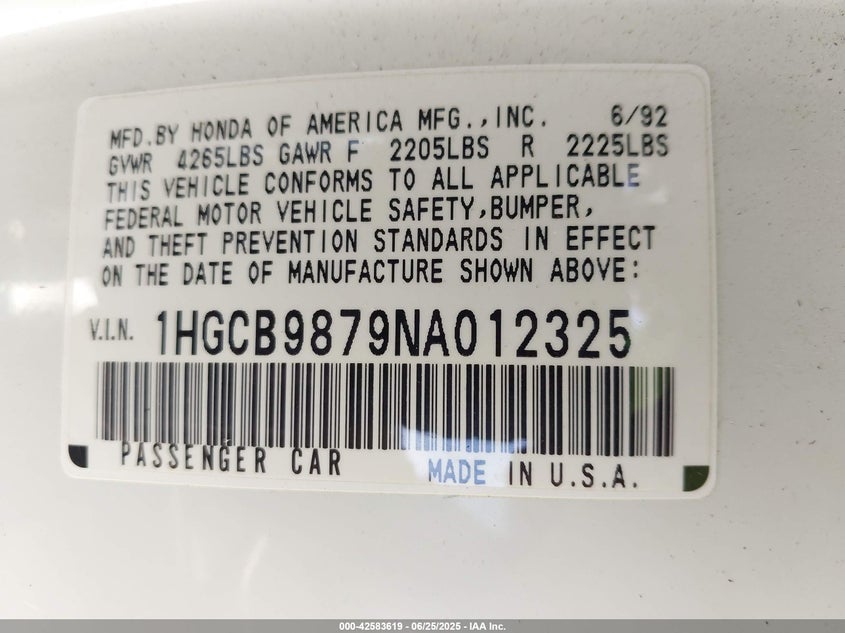 MFD.BY HONDA OF AMERICA MFG.,INC. 6/92
GVWR 4265LBS GAWR F 2205LBS R 2225LBS
THIS VEHICLE CONFORMS TO ALL APPLICABLE
FEDERAL MOTOR VEHICLE SAFETY,BUMPER,
AND THEFT PREVENTION STANDARDS IN EFFECT
ON THE DATE OF MANUFACTURE SHOWN ABOVE:
V.I.N. 1HGCB9879NA012325
PASSENGER CAR MADE IN U.S.A.
000-42583619 - 06/25/2025 - IAA Inc.